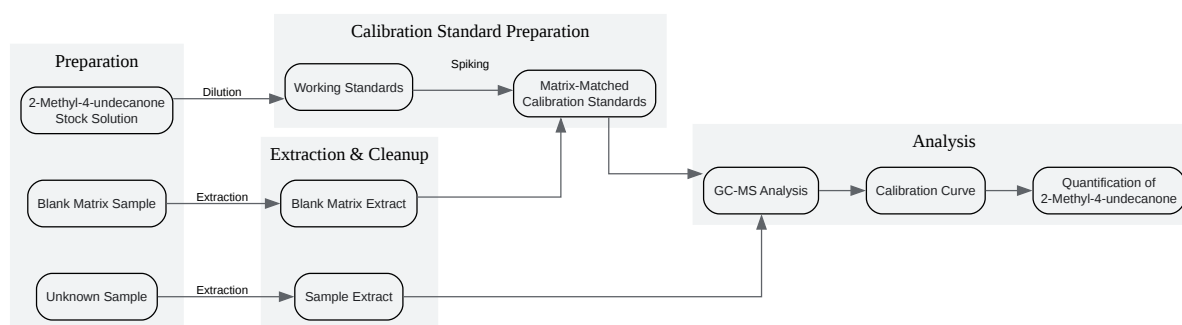 Calibration Standard Preparation
Preparation
Spiking
2-Methyl-4-undecanone
Stock Solution
Dilution
Working Standards
Matrix-Matched
Calibration Standards
Extraction & Cleanup
Analysis
Blank Matrix Sample
Extraction
Blank Matrix Extract
GC-MS Analysis
Calibration Curve
Quantification of
2-Methyl-4-undecanone
Unknown Sample
Extraction
Sample Extract